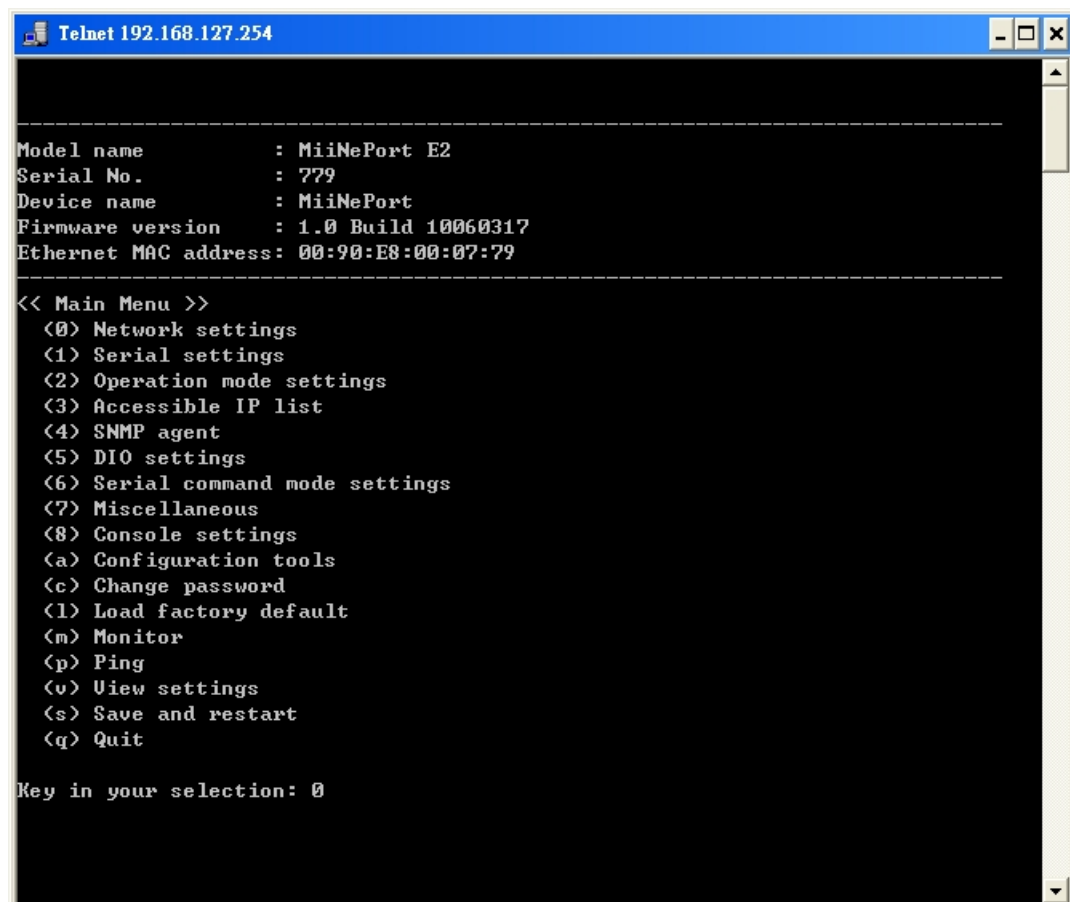 Telnet 192.168.127.254
Model name          : MiiNePort E2
Serial No.          : 779
Device name         : MiiNePort
Firmware version    : 1.0 Build 10060317
Ethernet MAC address: 00:90:E8:00:07:79
<< Main Menu >>
  (0) Network settings
  (1) Serial settings
  (2) Operation mode settings
  (3) Accessible IP list
  (4) SNMP agent
  (5) DIO settings
  (6) Serial command mode settings
  (7) Miscellaneous
  (8) Console settings
  (a) Configuration tools
  (c) Change password
  (l) Load factory default
  (m) Monitor
  (p) Ping
  (v) View settings
  (s) Save and restart
  (q) Quit
Key in your selection: 0